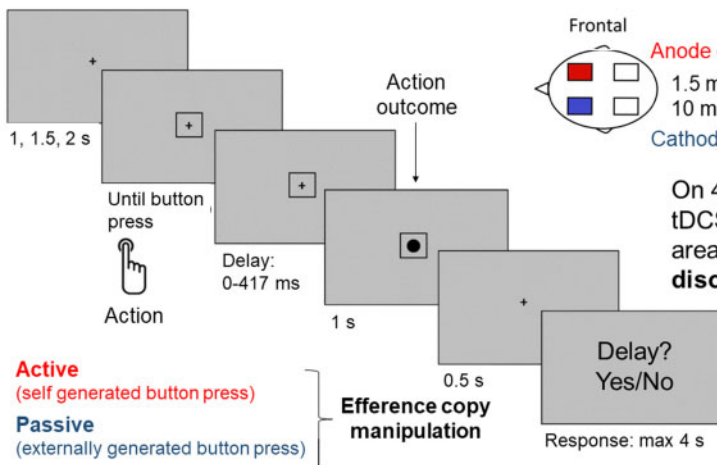 1, 1.5, 2 s
Until button
press
Action
Delay:
0-417 ms
Action
outcome
1 s
0.5 s
Delay?
Yes/No
Response: max 4 s
Active
(self generated button press)
Passive
(externally generated button press)
Efference copy
manipulation
Frontal
Anode
1.5 m
10 m
Cathod
On 4
tDCS
area
disc